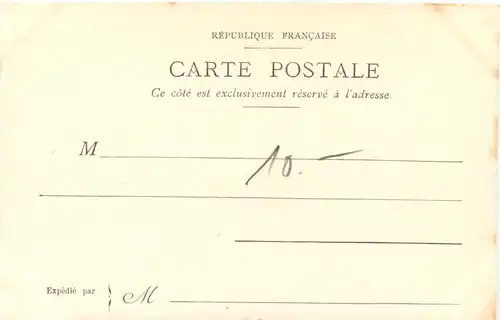 RÉPUBLIQUE FRANÇAISE
CARTE POSTALE
Ce côté est exclusivement réservé à l'adresse.
M
10.–
Expédié par } M